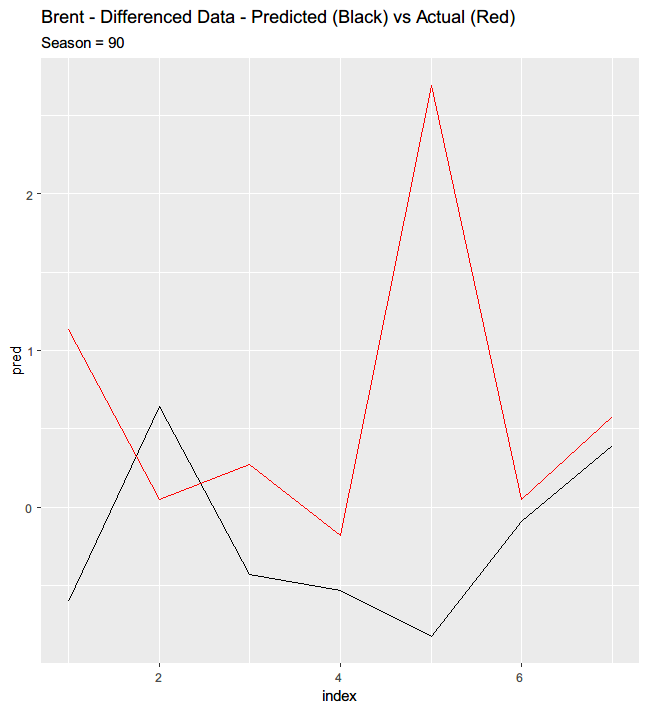 Brent - Differenced Data - Predicted (Black) vs Actual (Red)
Season = 90
2
1
0
pred
2
4
6
index